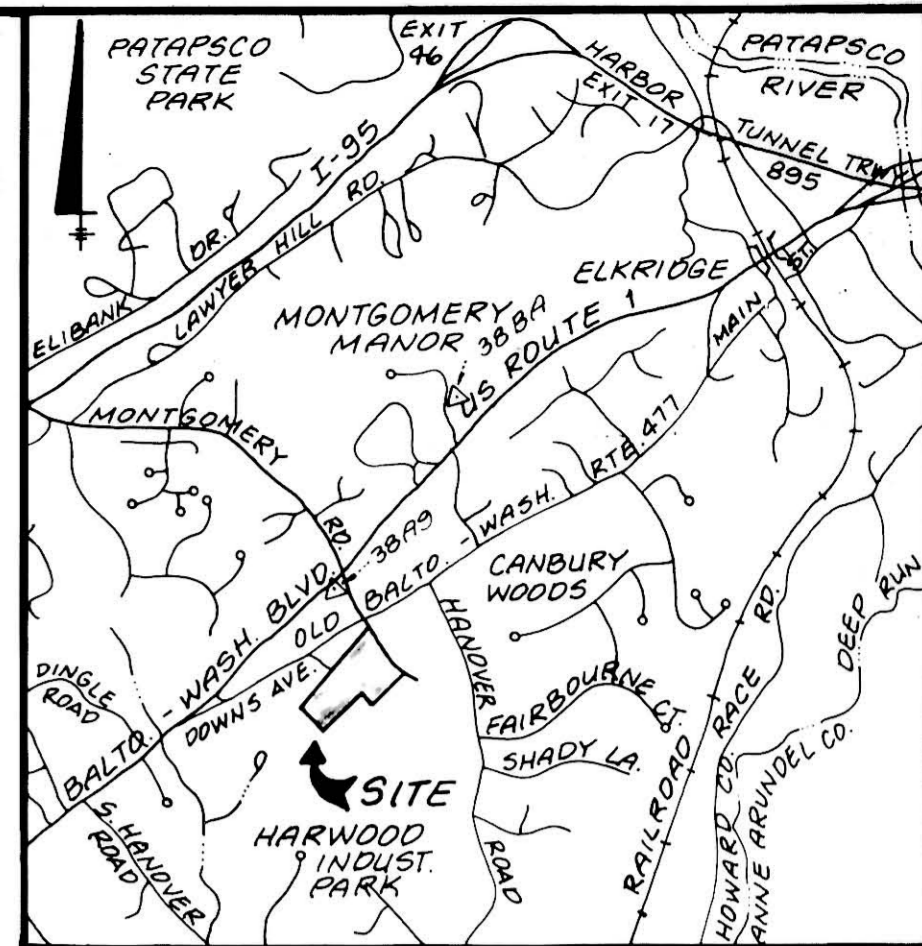 PATAPSCO
STATE
PARK
EXIT
46
HARBOR
EXIT 17
PATAPSCO
RIVER
TUNNEL TRWY
895
I-95
ELIBANK DR.
LAWYER HILL RD.
ELKRIDGE
MONTGOMERY
MANOR
38BA
US ROUTE 1
MAIN
ST.
MONTGOMERY RD.
RTE. 477
38A9
OLD BALTO. - WASH.
BALTO. - WASH. BLVD.
CANBURY
WOODS
DEEP RUN
DINGLE
ROAD
DOWNS AVE.
HANOVER
ROAD
FAIRBOURNE CT.
SHADY LA.
RAILROAD
RACE RD.
SITE
HARWOOD
INDUST.
PARK
S. HANOVER
ROAD
HOWARD CO.
ANNE ARUNDEL CO.